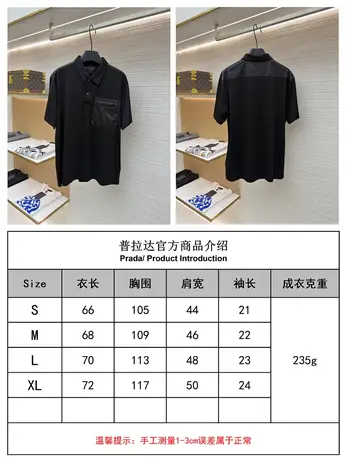 普拉达官方商品介绍
Prada/ Product Introduction
Size 衣长 胸围 肩宽 袖长 成衣克重
S 66 105 44 21
M 68 109 46 22
L 70 113 48 23
XL 72 117 50 24
235g
温馨提示：手工测量1-3cm误差属于正常